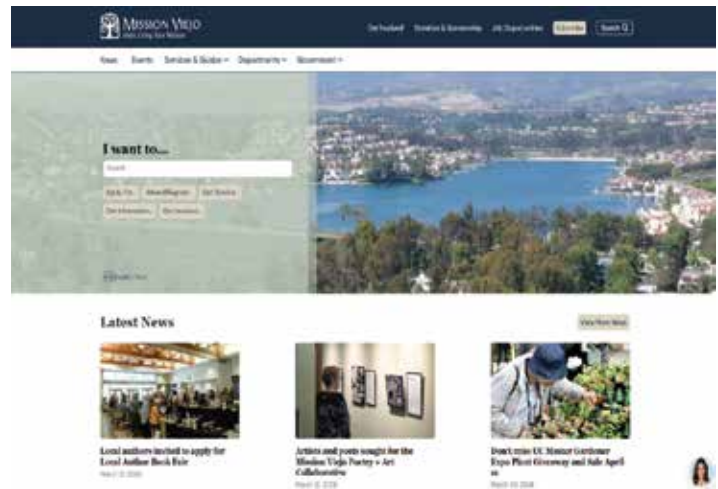 MISSION VIEJO
Get Involved! Donation & Sponsorship Job Opportunities Subscribe Search
News Events Services & Guides Departments Government
I want to...
Search
Get Information
Latest News
View More News
Local authors invited to apply for
Local Author Book Fair
Artists and poets sought for the
Mission Viejo Poetry + Art
Collaborative
Don't miss UC Master Gardener
Expo Plant Giveaway and Sale April